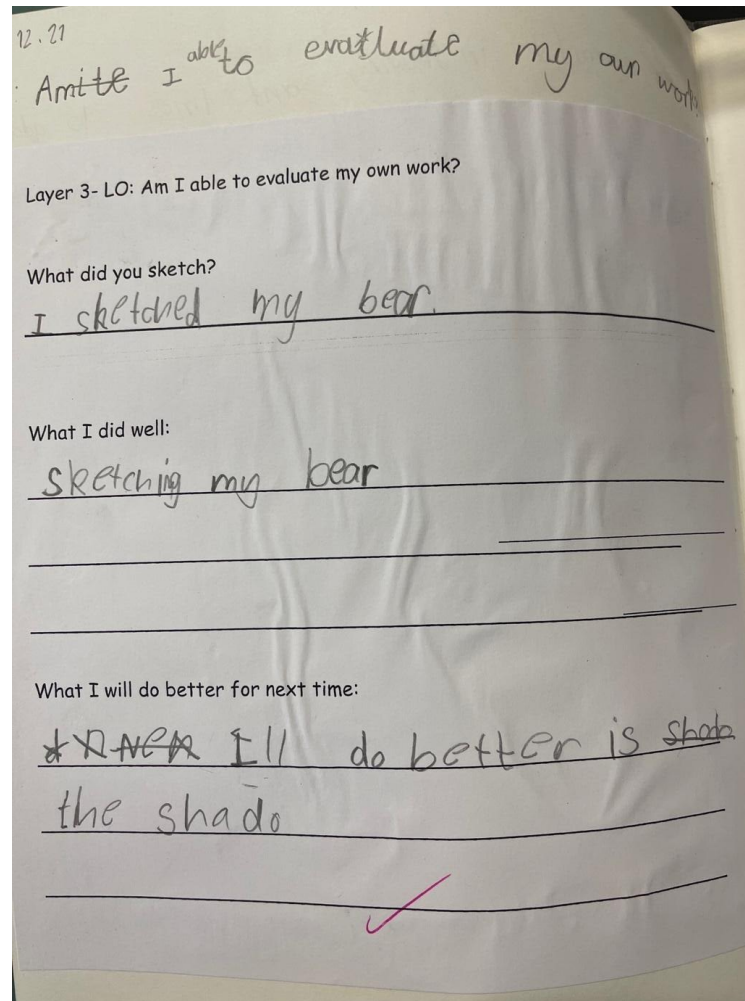 12.21
Amite I able to evatluate my oun work
Layer 3- LO: Am I able to evaluate my own work?
What did you sketch?
I sketched my bear.
What I did well:
sketching my bear
What I will do better for next time:
I'll do better is shado
the shado